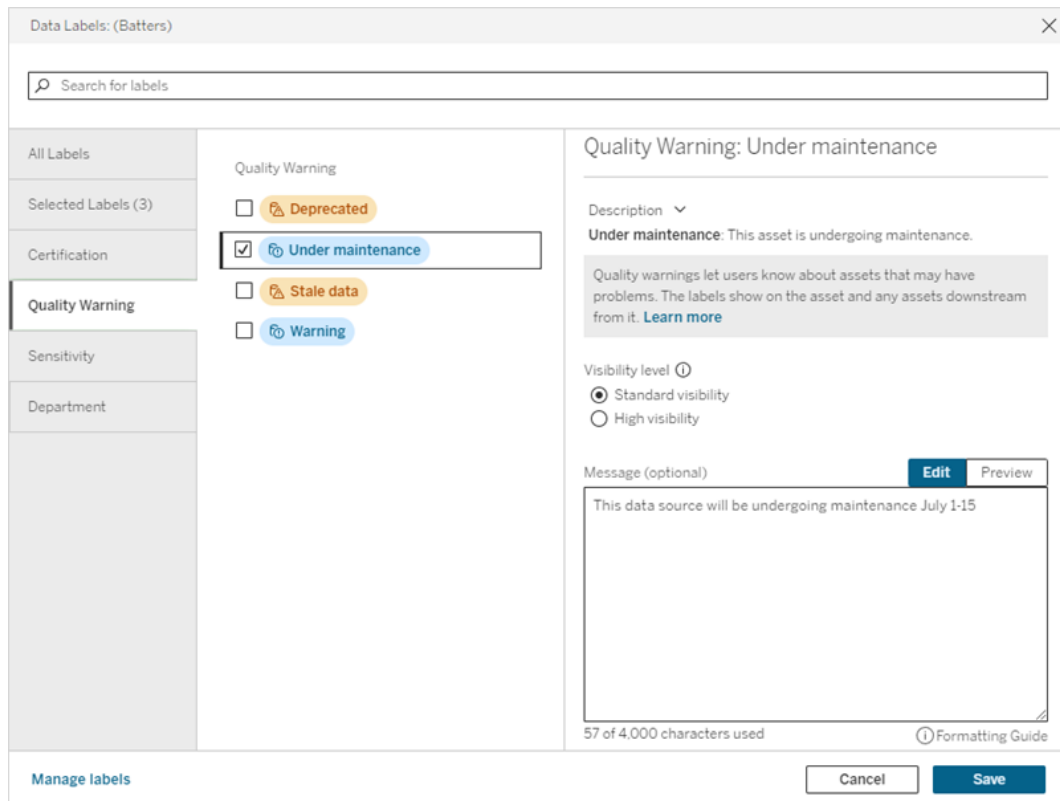 Data Labels: (Batters)
Search for labels
All Labels
Selected Labels (3)
Certification
Quality Warning
Sensitivity
Department
Quality Warning
Deprecated
Under maintenance
Stale data
Warning
Quality Warning: Under maintenance
Description
Under maintenance: This asset is undergoing maintenance.
Quality warnings let users know about assets that may have
problems. The labels show on the asset and any assets downstream
from it. Learn more
Visibility level
Standard visibility
High visibility
Message (optional)
Edit
Preview
This data source will be undergoing maintenance July 1-15
57 of 4,000 characters used
Formatting Guide
Manage labels
Cancel
Save